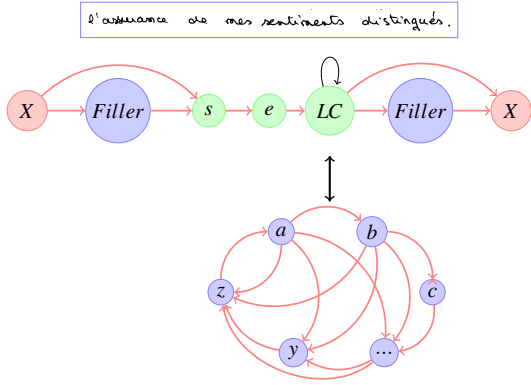 l'assurance de mes sentiments distingués.
X Filler s e LC Filler X
a b
z c
y ...